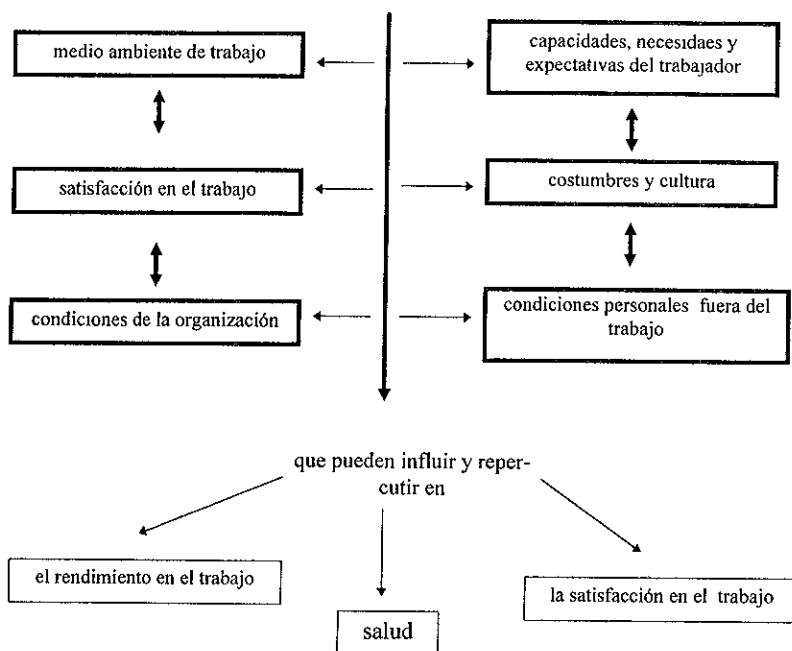 medio ambiente de trabajo
capacidades, necesidaes y
expectativas del trabajador
satisfacción en el trabajo
costumbres y cultura
condiciones de la organización
condiciones personales fuera del
trabajo
que pueden influir y reper-
cutir en
el rendimiento en el trabajo
salud
la satisfacción en el trabajo